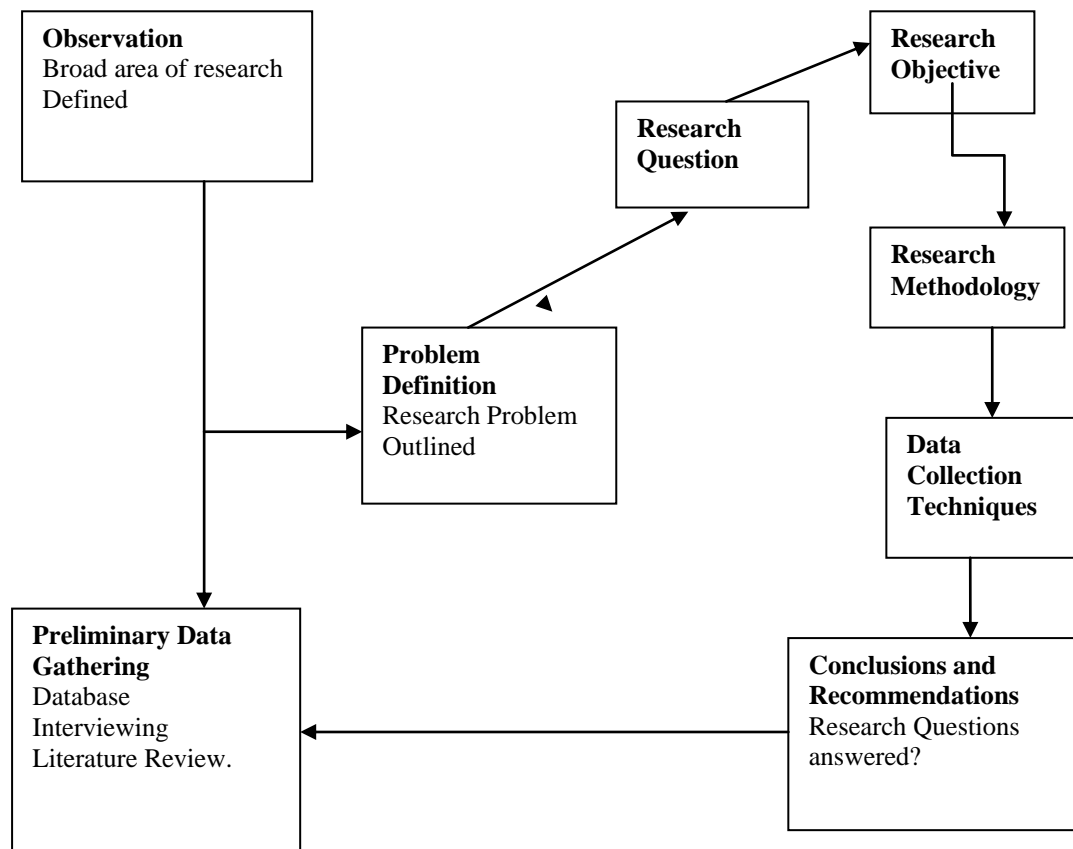 Observation
Broad area of research
Defined
Research
Objective
Research
Question
Research
Methodology
Problem
Definition
Research Problem
Outlined
Data
Collection
Techniques
Preliminary Data
Gathering
Database
Interviewing
Literature Review.
Conclusions and
Recommendations
Research Questions
answered?